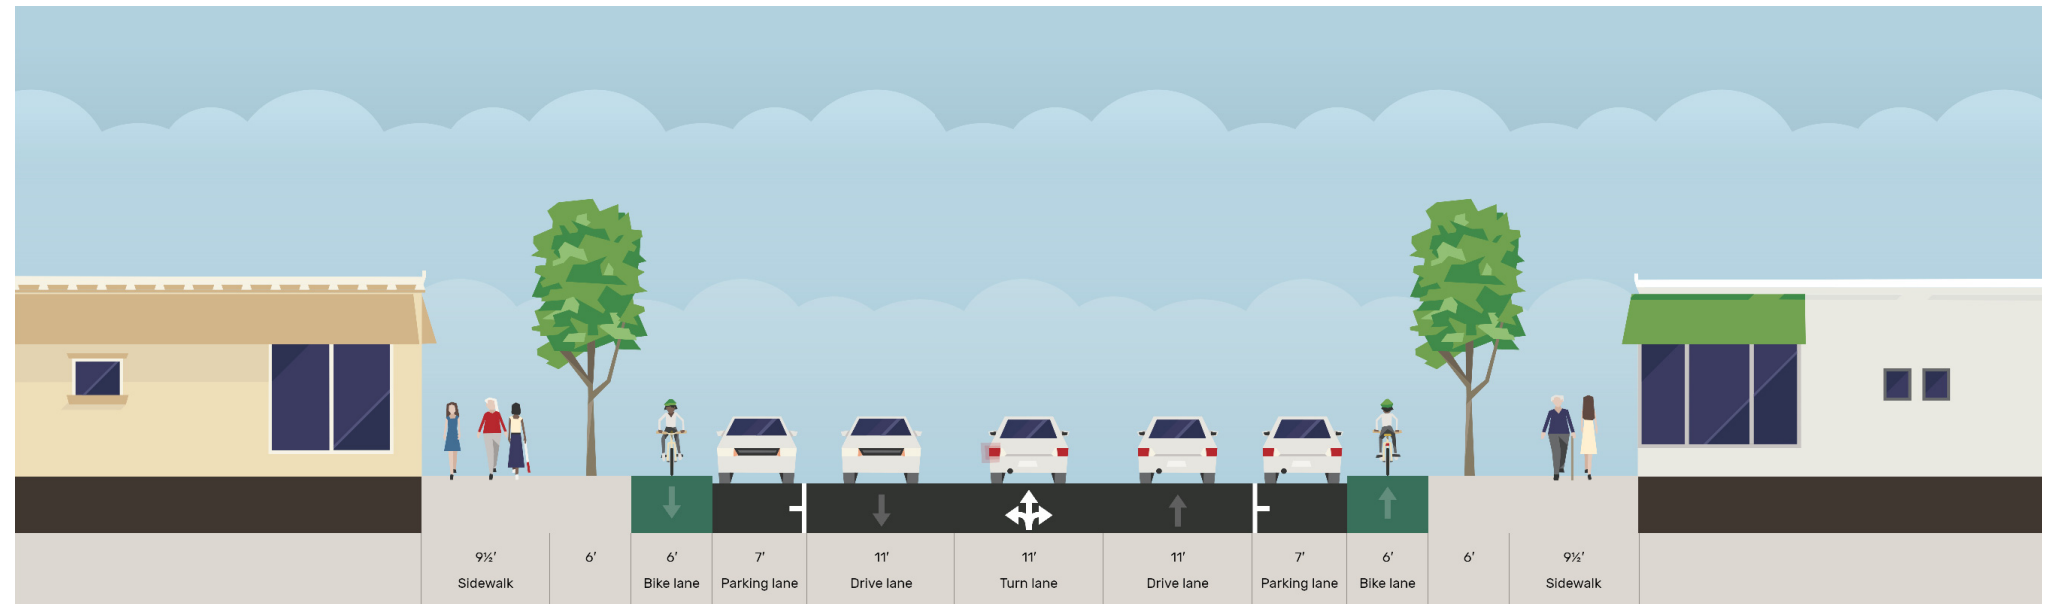 9½′ 6′ 6′ 7′ 11′ 11′ 11′ 7′ 6′ 6′ 9½′
Sidewalk Bike lane Parking lane Drive lane Turn lane Drive lane Parking lane Bike lane Sidewalk